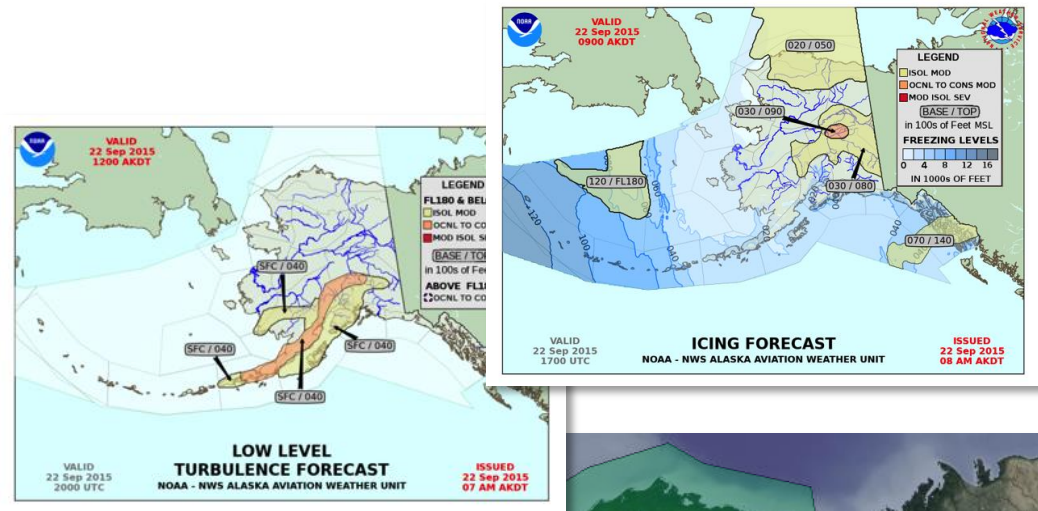 VALID
22 Sep 2015
0900 AKDT
020 / 050
LEGEND
ISOL MOD
OCNL TO CONS MOD
MOD ISOL SEV
BASE / TOP
in 100s of Feet MSL
FREEZING LEVELS
0 4 8 12 16
IN 1000s OF FEET
030 / 090
120 / FL180
030 / 080
070 / 140
080
120
100
040
040
ICING FORECAST
NOAA - NWS ALASKA AVIATION WEATHER UNIT
VALID
22 Sep 2015
1700 UTC
ISSUED
22 Sep 2015
08 AM AKDT
NOAA
VALID
22 Sep 2015
1200 AKDT
LEGEND
FL180 & BEL
ISOL MOD
OCNL TO CO
MOD ISOL SE
BASE / TOP
in 100s of Fee
ABOVE FL18
OCNL TO CO
SFC / 040
SFC / 040
SFC / 040
SFC / 040
LOW LEVEL
TURBULENCE FORECAST
NOAA - NWS ALASKA AVIATION WEATHER UNIT
VALID
22 Sep 2015
2000 UTC
ISSUED
22 Sep 2015
07 AM AKDT